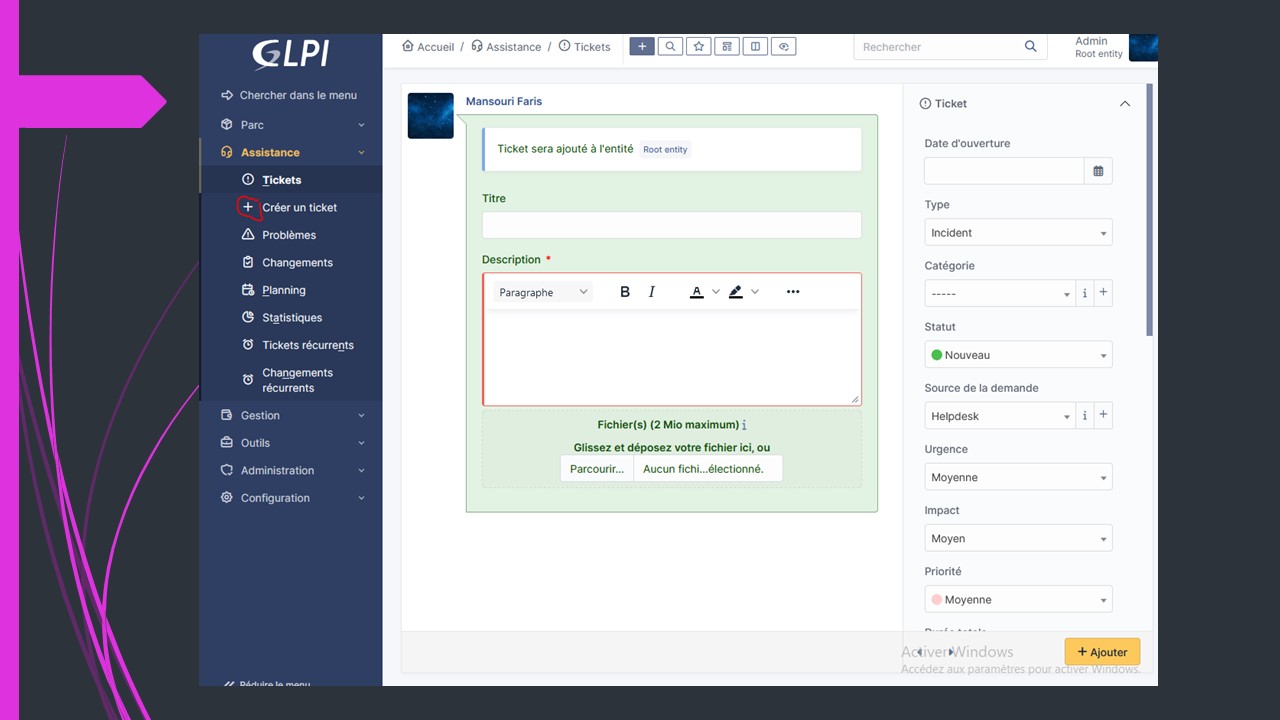 GLPI
Chercher dans le menu
Parc
Assistance
Tickets
Créer un ticket
Problèmes
Changements
Planning
Statistiques
Tickets récurrents
Changements
récurrents
Gestion
Outils
Administration
Configuration
Réduire le menu
Accueil / Assistance / Tickets
Rechercher
Admin
Root entity
Mansouri Faris
Ticket sera ajouté à l'entité Root entity
Titre
Description *
Paragraphe B I A
Fichier(s) (2 Mio maximum) i
Glissez et déposez votre fichier ici, ou
Parcourir... Aucun fichi...électionné.
Ticket
Date d'ouverture
Type
Incident
Catégorie
----- i +
Statut
Nouveau
Source de la demande
Helpdesk i +
Urgence
Moyenne
Impact
Moyen
Priorité
Moyenne
Durée totale
Activer Windows
Accédez aux paramètres pour activer Windows.
+ Ajouter